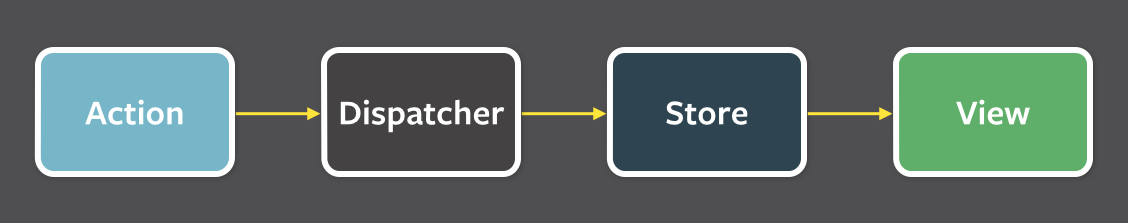 Action
Dispatcher
Store
View